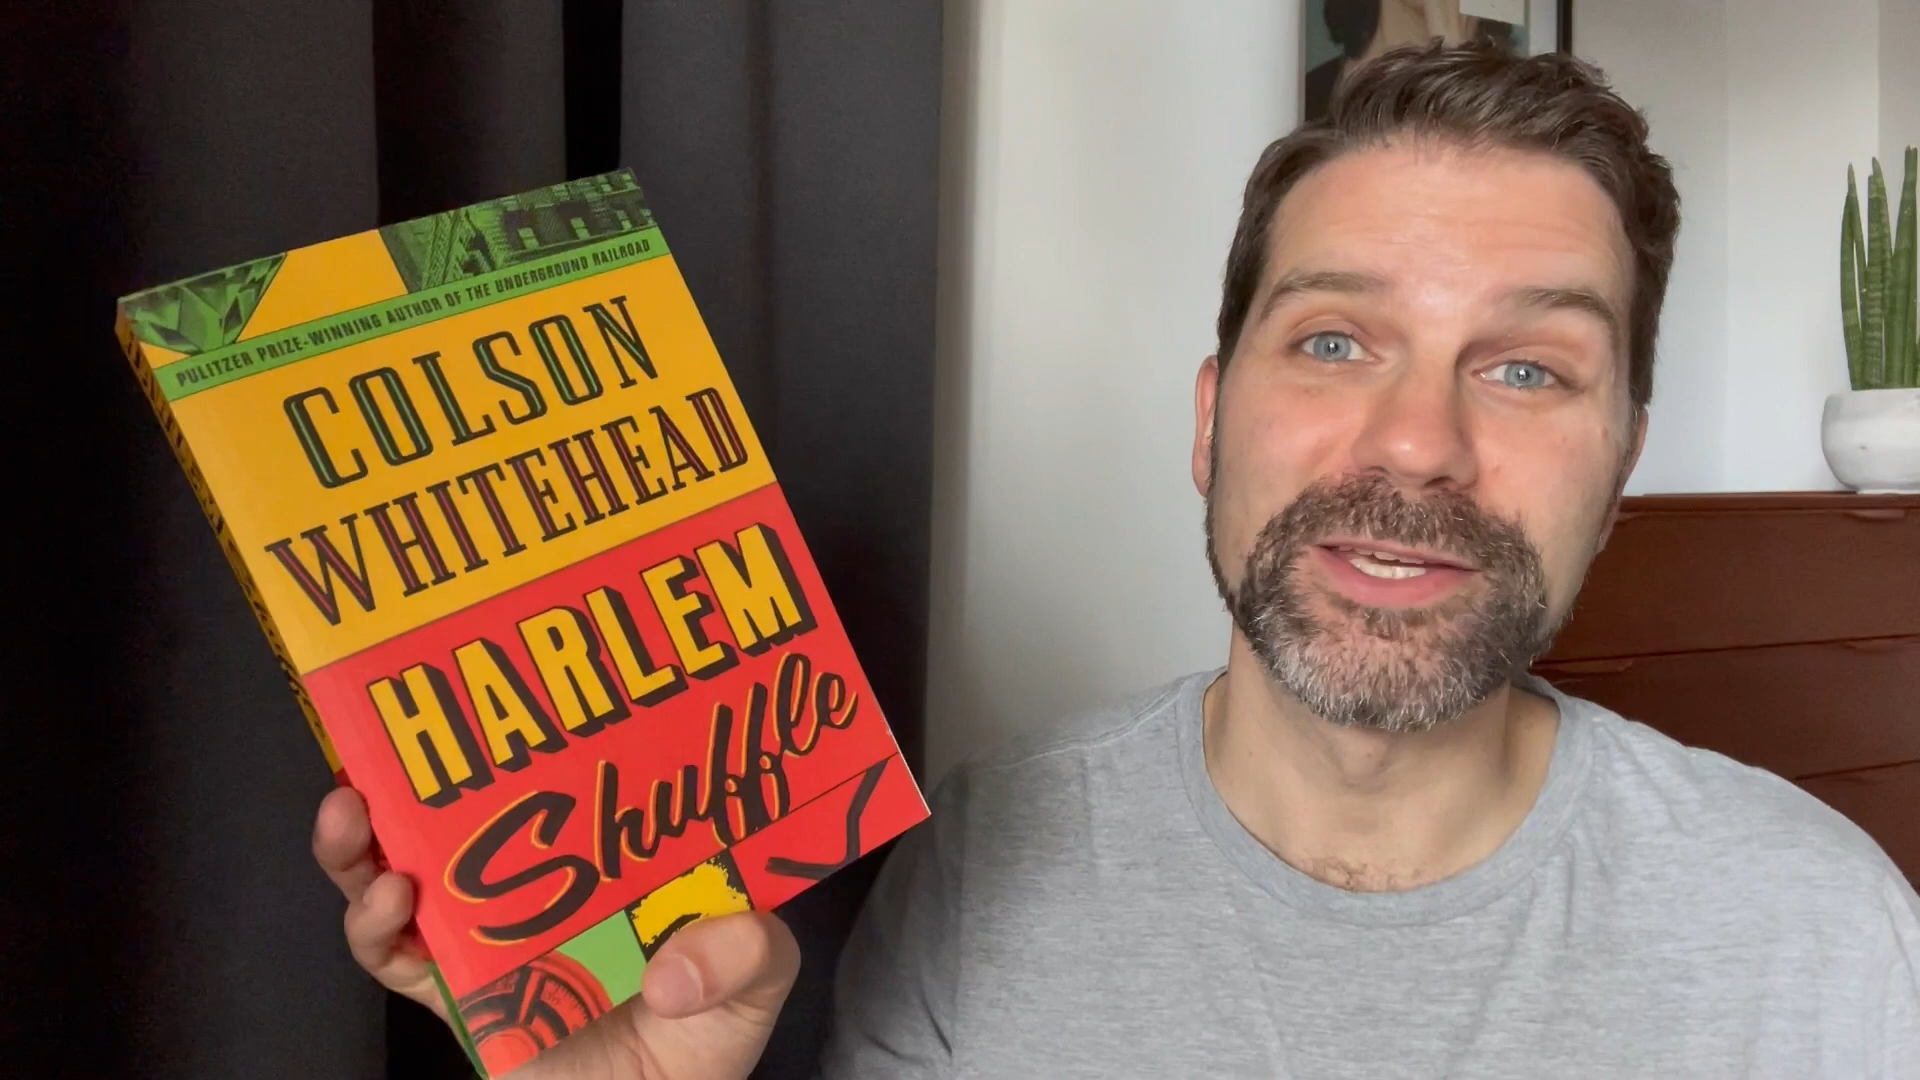 PULITZER PRIZE-WINNING AUTHOR OF THE UNDERGROUND RAILROAD
COLSON
WHITEHEAD
HARLEM
Shuffle